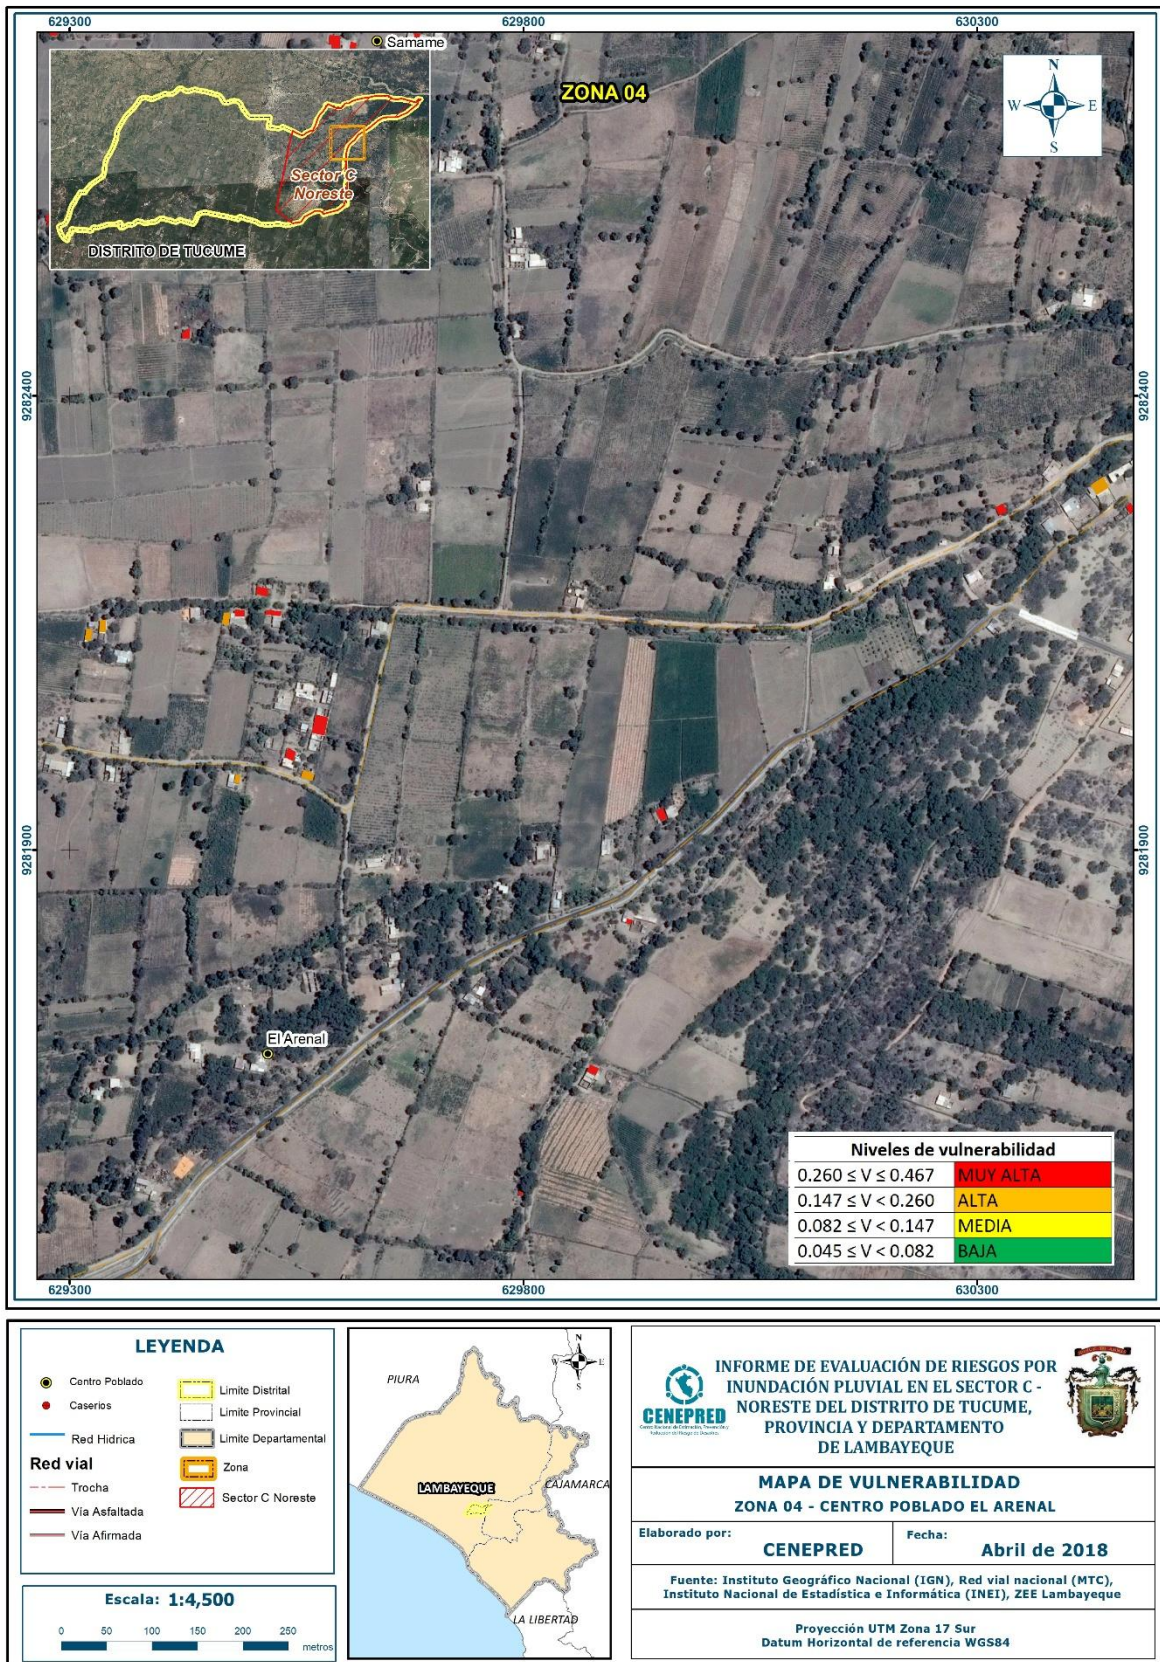 629300
629800
630300
Samame
ZONA 04
N
W
E
S
Sector C
Noreste
DISTRITO DE TUCUME
9282400
9282400
9281900
9281900
El Arenal
Niveles de vulnerabilidad
0.260 ≤ V ≤ 0.467 MUY ALTA
0.147 ≤ V < 0.260 ALTA
0.082 ≤ V < 0.147 MEDIA
0.045 ≤ V < 0.082 BAJA
629300
629800
630300
LEYENDA
Centro Poblado
Caserios
Red Hidrica
Red vial
Trocha
Vía Asfaltada
Vía Afirmada
Limite Distrital
Limite Provincial
Limite Departamental
Zona
Sector C Noreste
Escala: 1:4,500
0 50 100 150 200 250
metros
N
W
E
S
PIURA
CAJAMARCA
LAMBAYEQUE
LA LIBERTAD
CENEPRED
INFORME DE EVALUACIÓN DE RIESGOS POR
INUNDACIÓN PLUVIAL EN EL SECTOR C -
NORESTE DEL DISTRITO DE TUCUME,
PROVINCIA Y DEPARTAMENTO
DE LAMBAYEQUE
MAPA DE VULNERABILIDAD
ZONA 04 - CENTRO POBLADO EL ARENAL
Elaborado por:
CENEPRED
Fecha:
Abril de 2018
Fuente: Instituto Geográfico Nacional (IGN), Red vial nacional (MTC),
Instituto Nacional de Estadística e Informática (INEI), ZEE Lambayeque
Proyección UTM Zona 17 Sur
Datum Horizontal de referencia WGS84